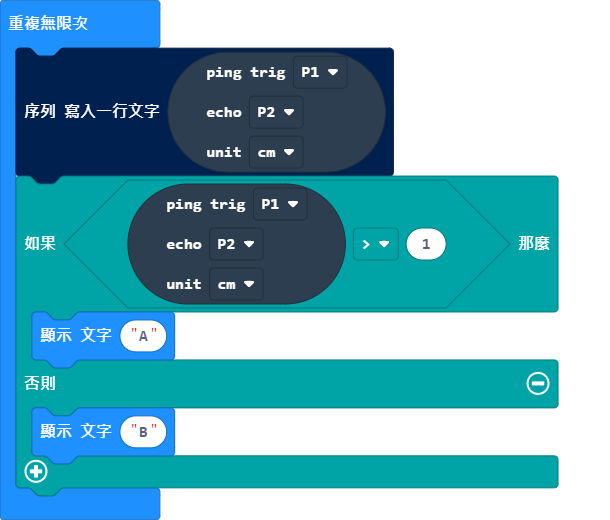 重複無限次
ping trig P1
序列 寫入一行文字 echo P2
unit cm
ping trig P1
如果 echo P2 > 1 那麼
unit cm
顯示 文字 "A"
否則
顯示 文字 "B"